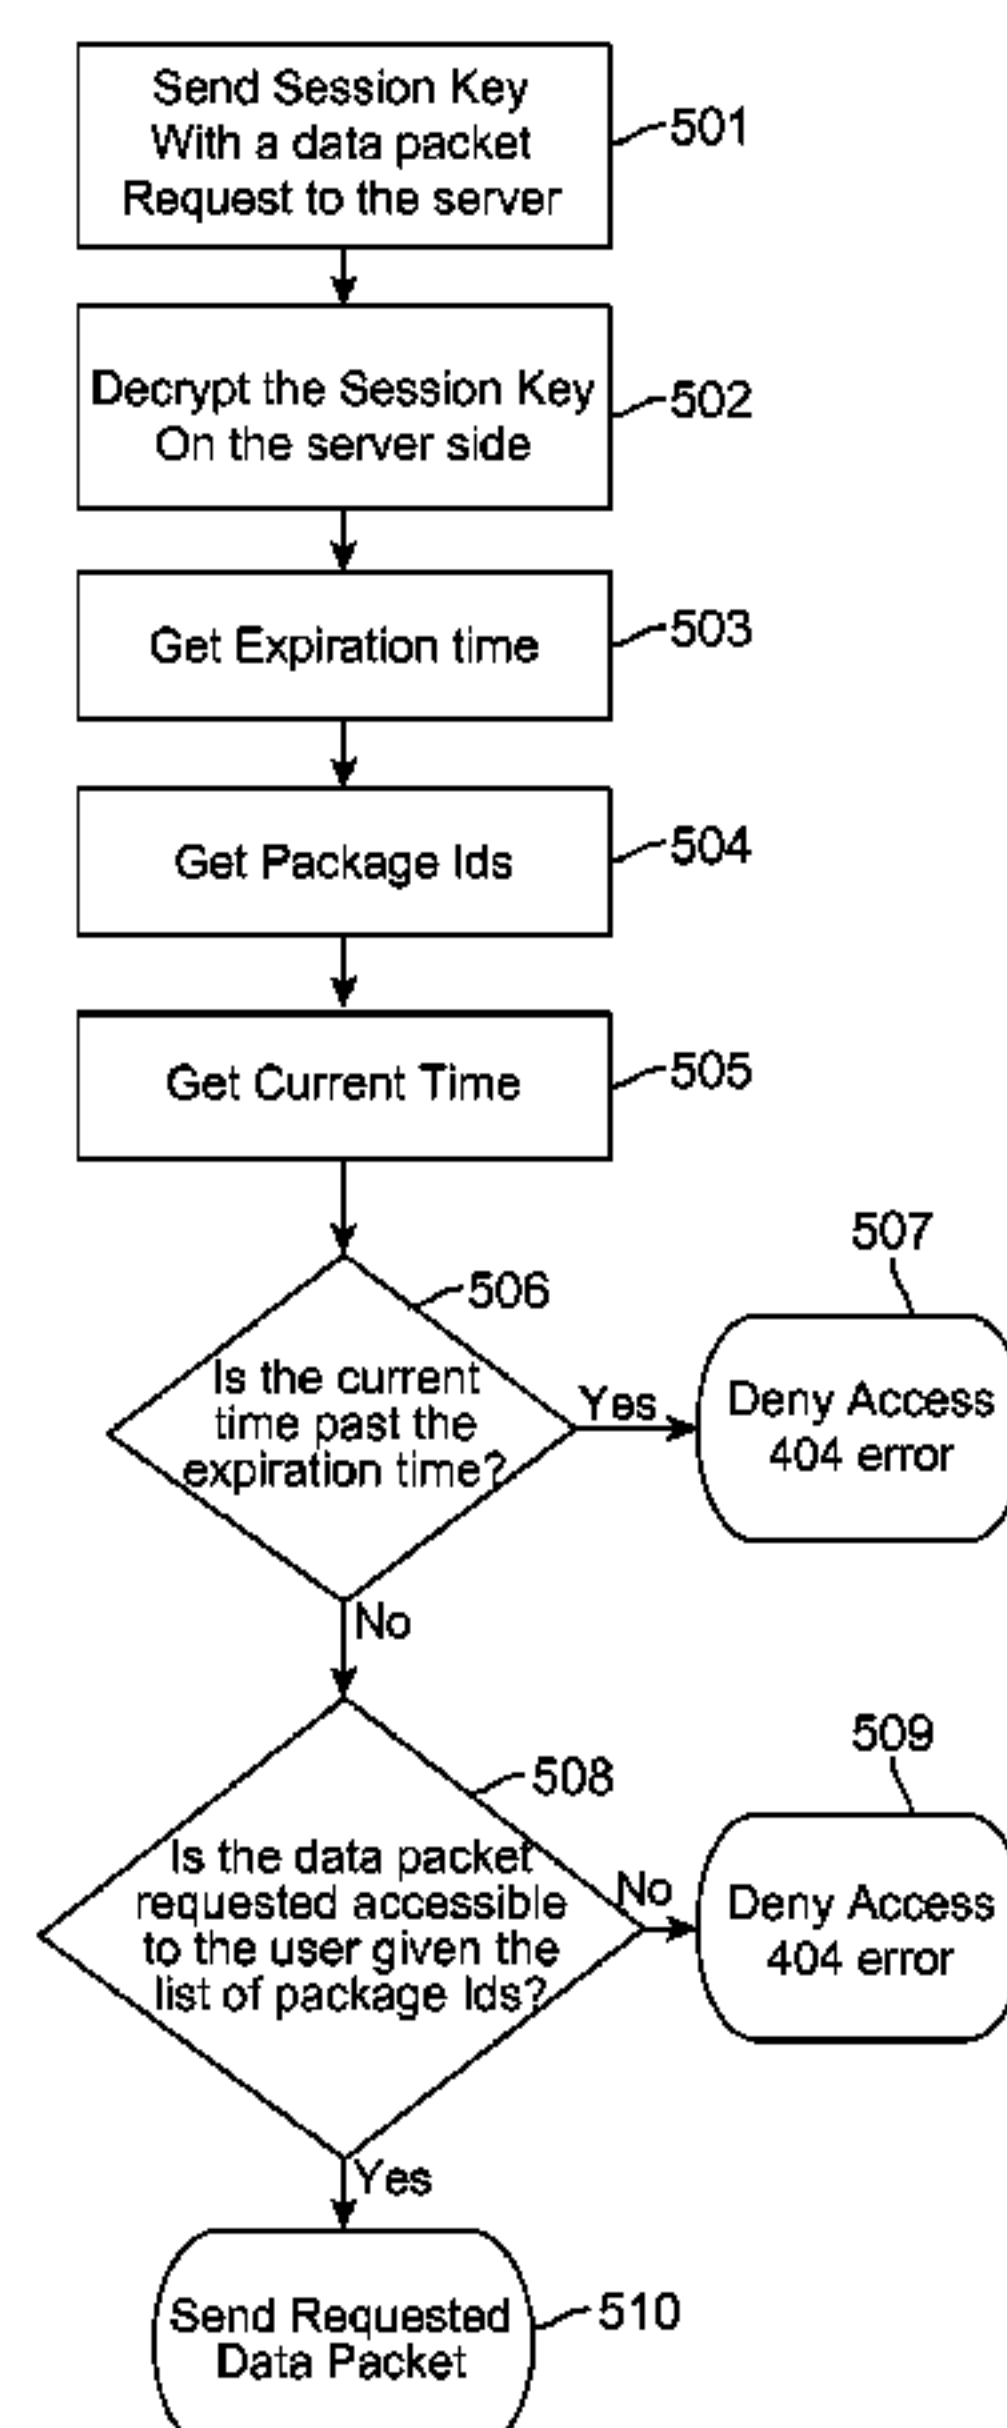 Send Session Key
With a data packet
Request to the server
501
Decrypt the Session Key
On the server side
502
Get Expiration time
503
Get Package Ids
504
Get Current Time
505
506
Is the current
time past the
expiration time?
Yes
507
Deny Access
404 error
No
508
Is the data packet
requested accessible
to the user given the
list of package Ids?
No
509
Deny Access
404 error
Yes
Send Requested
Data Packet
510